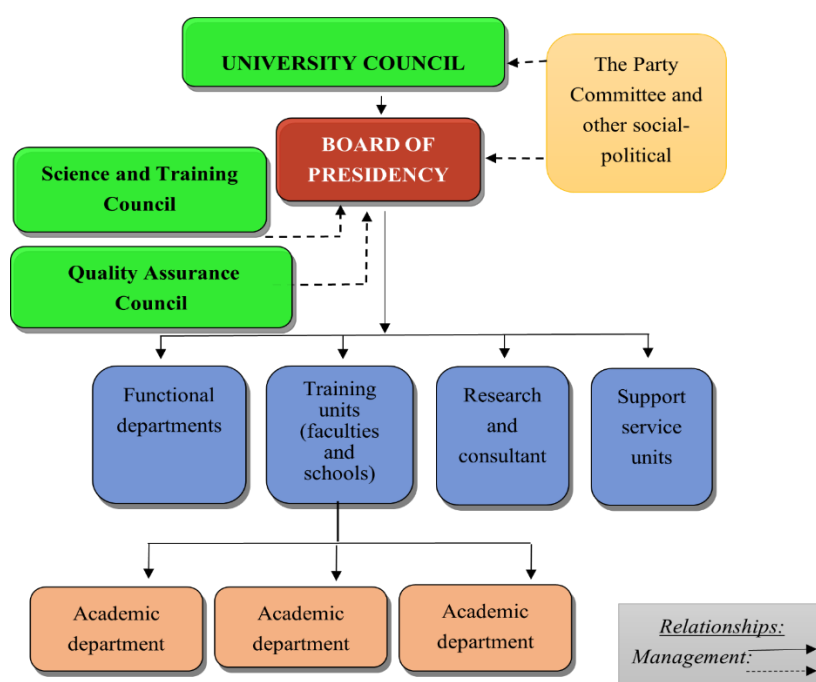 UNIVERSITY COUNCIL
The Party
Committee and
other social-
political
BOARD OF
PRESIDENCY
Science and Training
Council
Quality Assurance
Council
Functional
departments
Training
units
(faculties
and
schools)
Research
and
consultant
Support
service
units
Academic
department
Academic
department
Academic
department
Relationships:
Management: